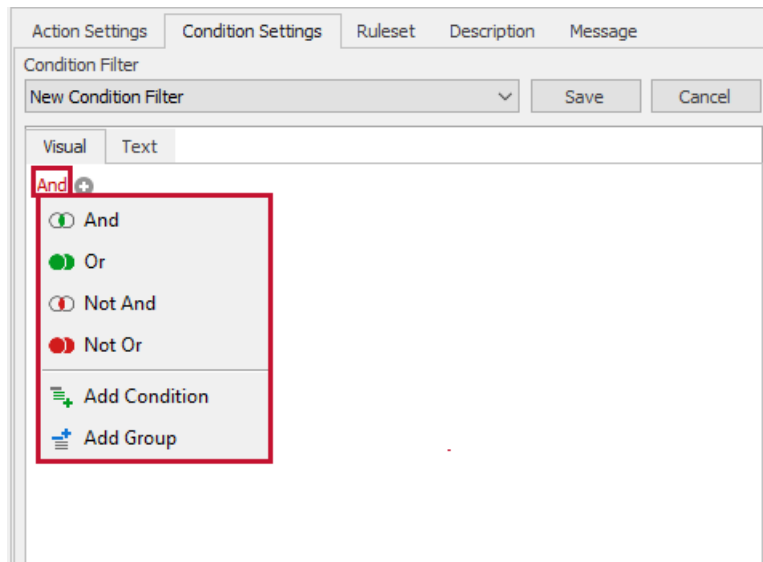 Action Settings Condition Settings Ruleset Description Message
Condition Filter
New Condition Filter Save Cancel
Visual Text
And
And
Or
Not And
Not Or
Add Condition
Add Group